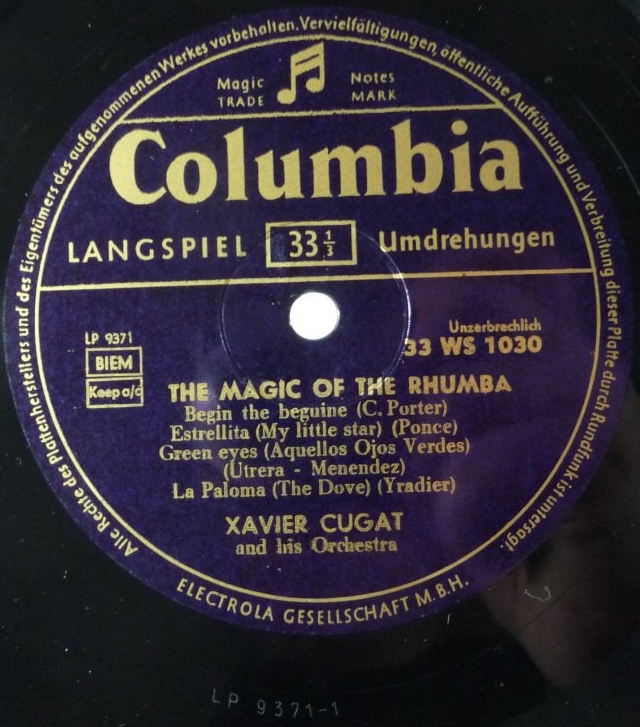 Alle Rechte des Plattenherstellers und des Eigentümers des aufgenommenen Werkes vorbehalten. Vervielfältigungen, öffentliche Aufführung und Verbreitung dieser Platte durch Rundfunk ist untersagt.
Magic Notes
TRADE MARK
Columbia
LANGSPIEL 33 1/3 Umdrehungen
LP 9371
BIEM
Keep a/c
Unzerbrechlich
33 WS 1030
THE MAGIC OF THE RHUMBA
Begin the beguine (C. Porter)
Estrellita (My little star) (Ponce)
Green eyes (Aquellos Ojos Verdes)
(Utrera - Menendez)
La Paloma (The Dove) (Yradier)
XAVIER CUGAT
and his Orchestra
ELECTROLA GESELLSCHAFT M.B.H.
LP 9371-1